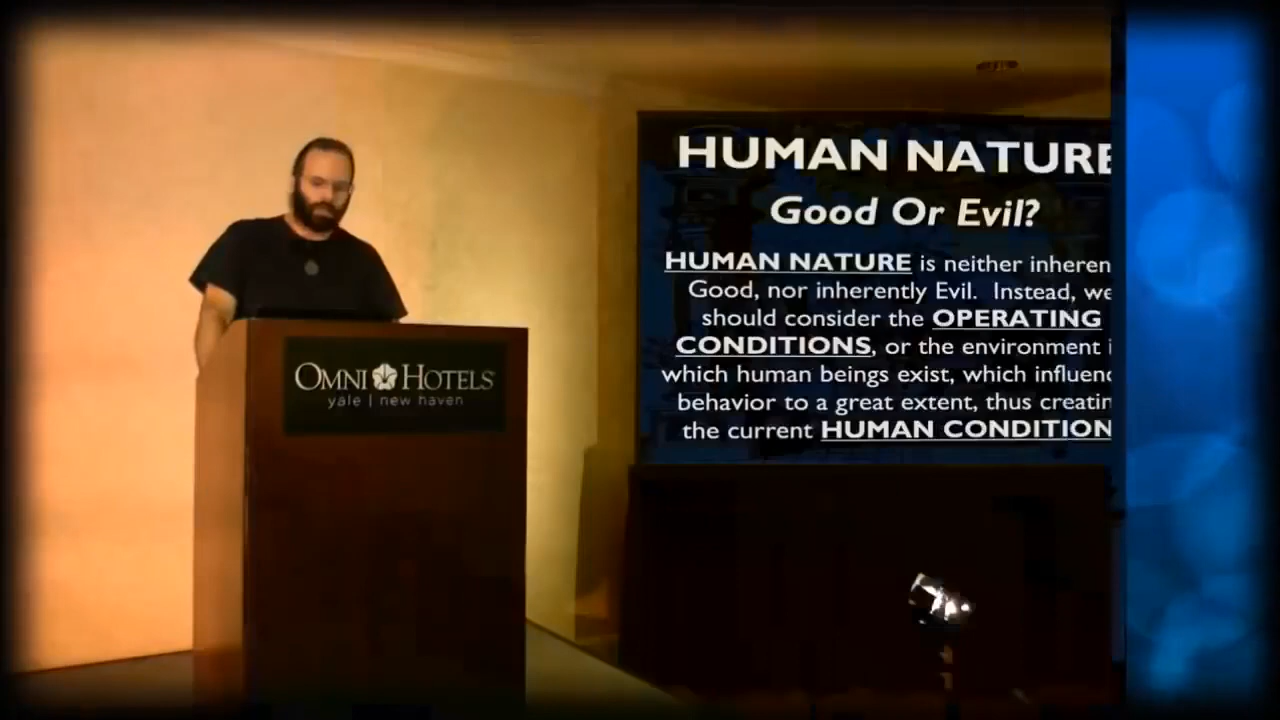 OMNI HOTELS
yale | new haven
HUMAN NATURE
Good Or Evil?
HUMAN NATURE is neither inheren
Good, nor inherently Evil. Instead, we
should consider the OPERATING
CONDITIONS, or the environment i
which human beings exist, which influenc
behavior to a great extent, thus creatin
the current HUMAN CONDITION